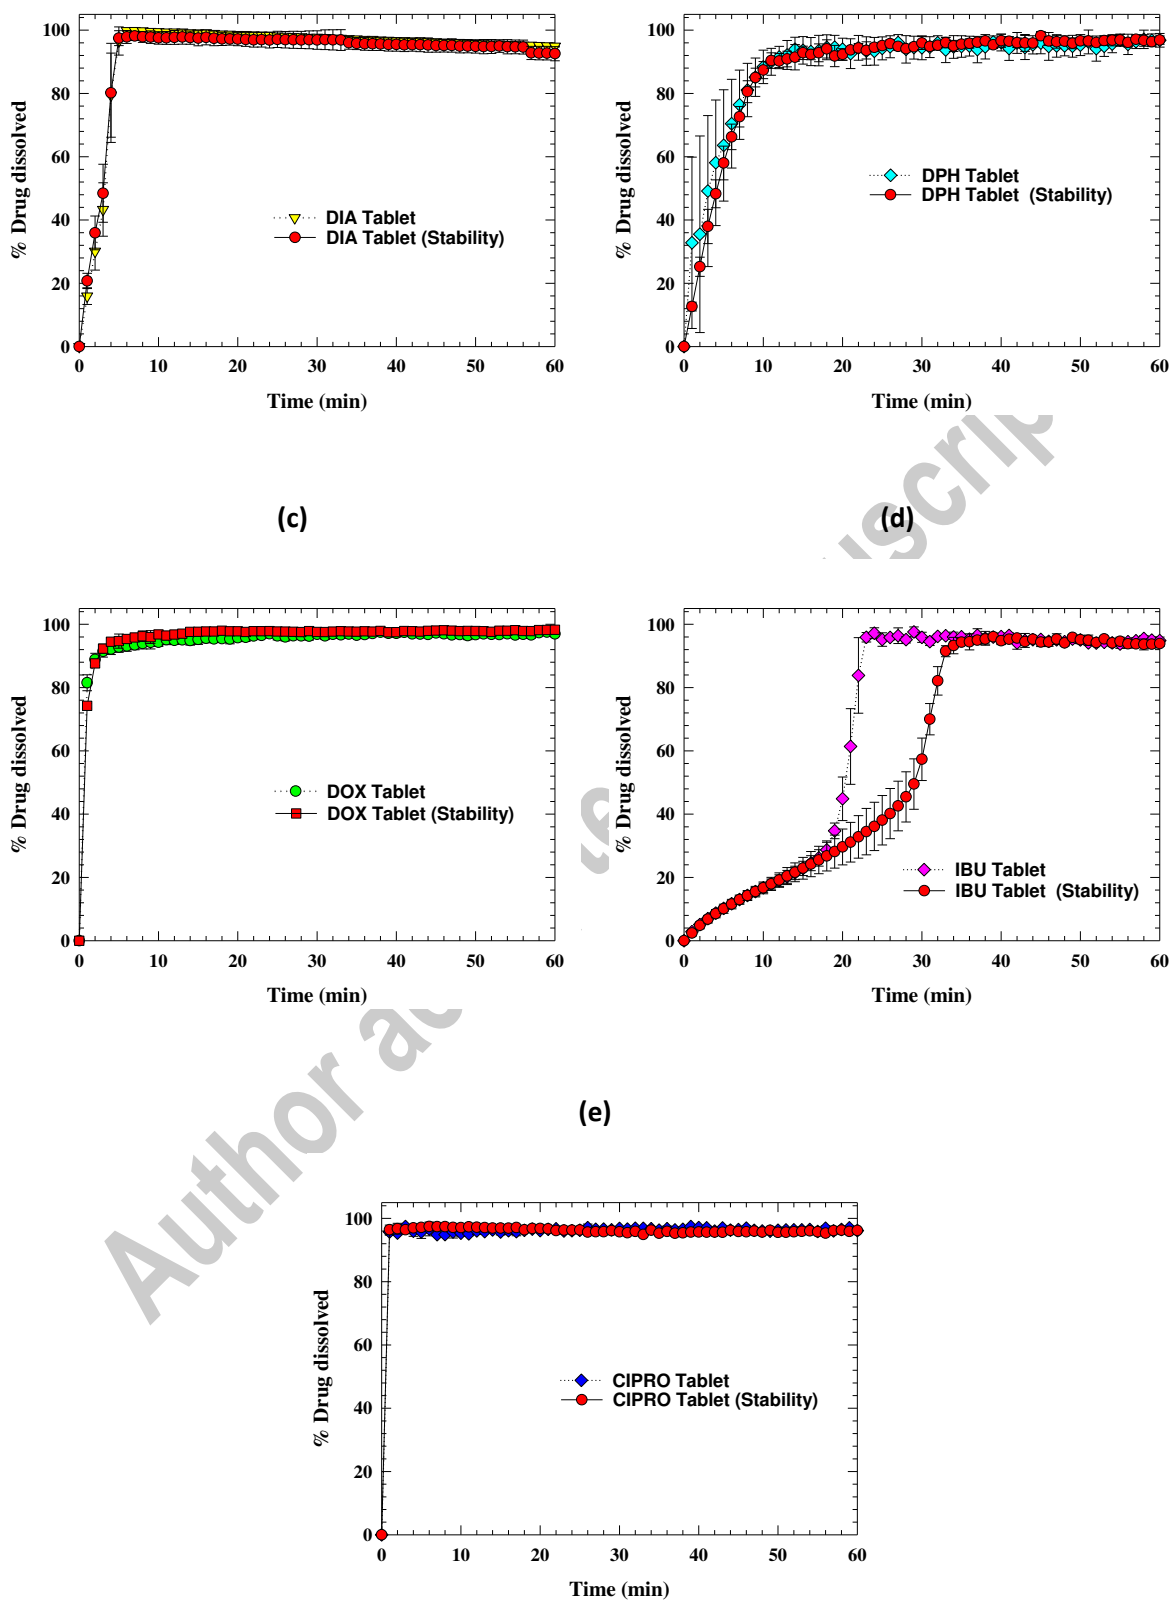 100
80
60
40
20
0
% Drug dissolved
DIA Tablet
DIA Tablet (Stability)
0 10 20 30 40 50 60
Time (min)
100
80
60
40
20
0
% Drug dissolved
DPH Tablet
DPH Tablet (Stability)
0 10 20 30 40 50 60
Time (min)
(c)
(d)
100
80
60
40
20
0
% Drug dissolved
DOX Tablet
DOX Tablet (Stability)
0 10 20 30 40 50 60
Time (min)
100
80
60
40
20
0
% Drug dissolved
IBU Tablet
IBU Tablet (Stability)
0 10 20 30 40 50 60
Time (min)
(e)
100
80
60
40
20
0
% Drug dissolved
CIPRO Tablet
CIPRO Tablet (Stability)
0 10 20 30 40 50 60
Time (min)
Author